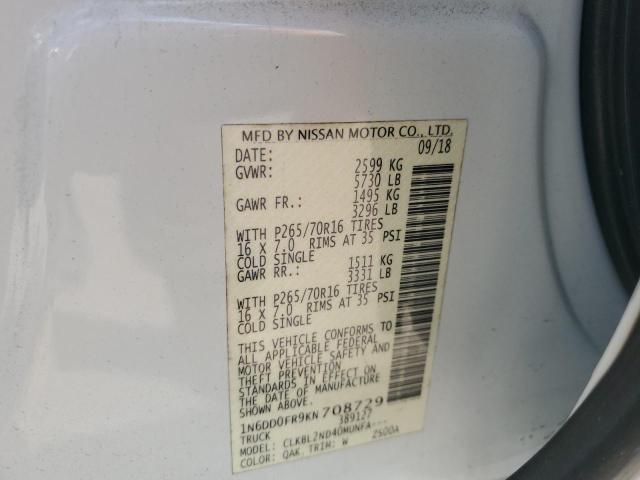 MFD BY NISSAN MOTOR CO., LTD.
DATE: 09/18
GVWR: 2599 KG
5730 LB
GAWR FR.: 1495 KG
3296 LB
WITH P265/70R16 TIRES
16 X 7.0 RIMS AT 35 PSI
COLD SINGLE
GAWR RR.: 1511 KG
3331 LB
WITH P265/70R16 TIRES
16 X 7.0 RIMS AT 35 PSI
COLD SINGLE
THIS VEHICLE CONFORMS TO
ALL APPLICABLE FEDERAL
MOTOR VEHICLE SAFETY AND
THEFT PREVENTION
STANDARDS IN EFFECT ON
THE DATE OF MANUFACTURE
SHOWN ABOVE.
1N6DD0FR9KN 708729
TRUCK 389127
MODEL: CLKBL2ND40MUNFA---
COLOR: QAK TRIM: W 2500A